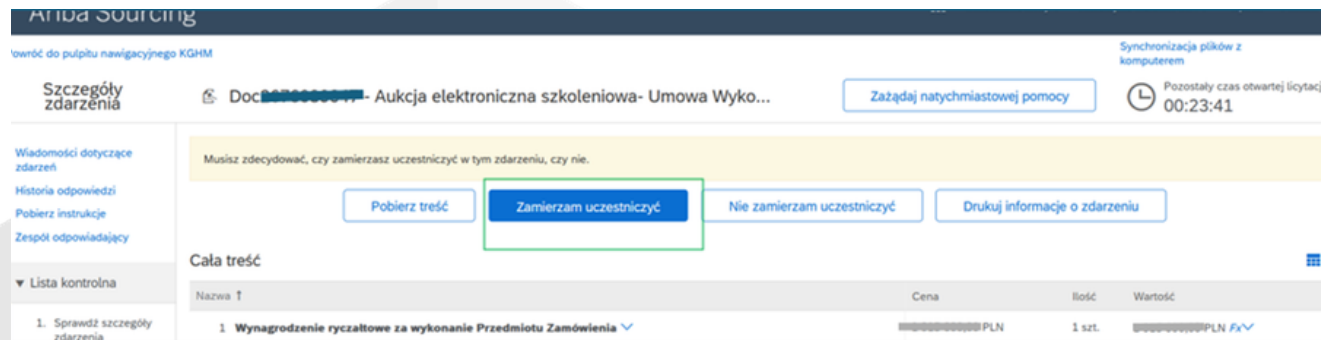 Ariba Sourcing
Powróć do pulpitu nawigacyjnego KGHM
Synchronizacja plików z
komputerem
Szczegóły
zdarzenia
Doc - Aukcja elektroniczna szkoleniowa- Umowa Wyko...
Zażądaj natychmiastowej pomocy
Pozostały czas otwartej licytacj
00:23:41
Wiadomości dotyczące
zdarzeń
Historia odpowiedzi
Pobierz instrukcje
Zespół odpowiadający
Musisz zdecydować, czy zamierzasz uczestniczyć w tym zdarzeniu, czy nie.
Pobierz treść
Zamierzam uczestniczyć
Nie zamierzam uczestniczyć
Drukuj informacje o zdarzeniu
Cała treść
▼ Lista kontrolna
Nazwa ↑ Cena Ilość Wartość
1. Sprawdź szczegóły
zdarzenia
1 Wynagrodzenie ryczałtowe za wykonanie Przedmiotu Zamówienia PLN 1 szt. PLN Fx